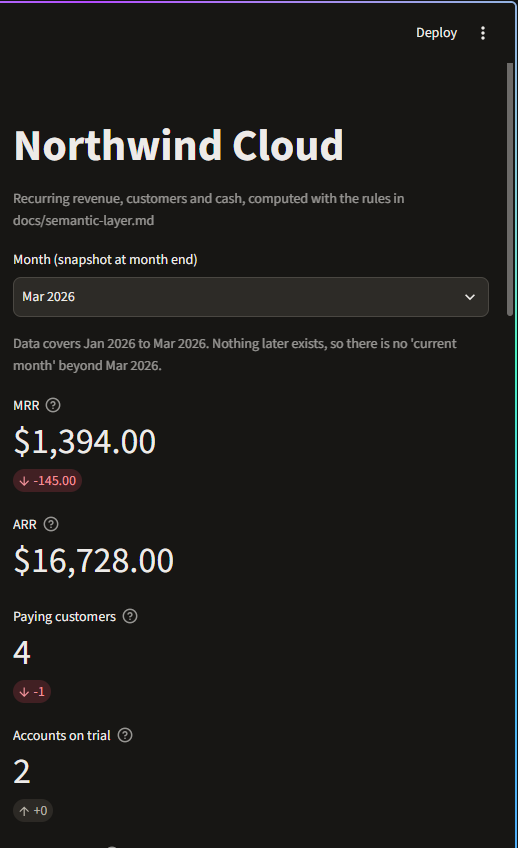 Deploy
Northwind Cloud
Recurring revenue, customers and cash, computed with the rules in
docs/semantic-layer.md
Month (snapshot at month end)
Mar 2026
Data covers Jan 2026 to Mar 2026. Nothing later exists, so there is no 'current
month' beyond Mar 2026.
MRR
$1,394.00
-145.00
ARR
$16,728.00
Paying customers
4
-1
Accounts on trial
2
+0